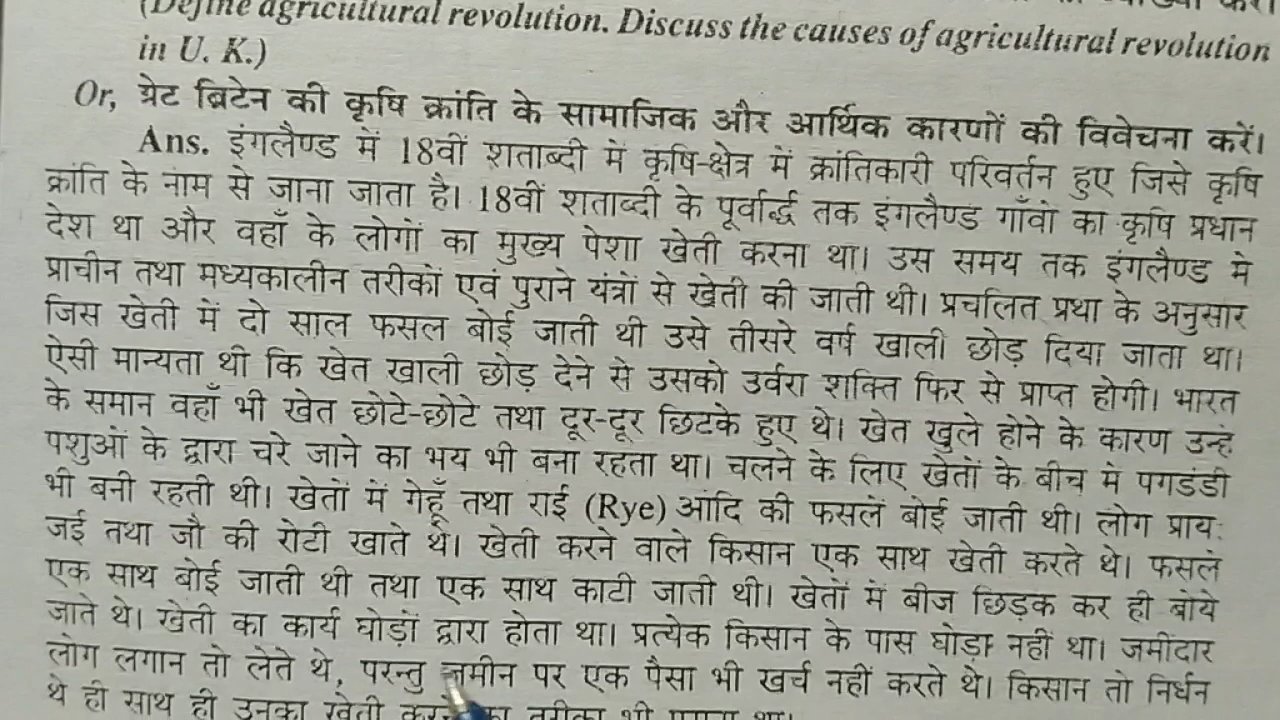 (Define agricultural revolution. Discuss the causes of agricultural revolution
in U. K.)
Or, ग्रेट ब्रिटेन की कृषि क्रांति के सामाजिक और आर्थिक कारणों की विवेचना करें।
Ans. इंगलैण्ड में 18वीं शताब्दी में कृषि-क्षेत्र में क्रांतिकारी परिवर्तन हुए जिसे कृषि
क्रांति के नाम से जाना जाता है। 18वीं शताब्दी के पूर्वार्द्ध तक इंगलैण्ड गाँवों का कृषि प्रधान
देश था और वहाँ के लोगों का मुख्य पेशा खेती करना था। उस समय तक इंगलैण्ड में
प्राचीन तथा मध्यकालीन तरीकों एवं पुराने यंत्रों से खेती की जाती थी। प्रचलित प्रथा के अनुसार
जिस खेती में दो साल फसल बोई जाती थी उसे तीसरे वर्ष खाली छोड़ दिया जाता था।
ऐसी मान्यता थी कि खेत खाली छोड़ देने से उसको उर्वरा शक्ति फिर से प्राप्त होगी। भारत
के समान वहाँ भी खेत छोटे-छोटे तथा दूर-दूर छिटके हुए थे। खेत खुले होने के कारण उन्हें
पशुओं के द्वारा चरे जाने का भय भी बना रहता था। चलने के लिए खेतों के बीच में पगडंडी
भी बनी रहती थी। खेतों में गेहूँ तथा राई (Rye) आदि की फसलें बोई जाती थी। लोग प्रायः
जई तथा जौ की रोटी खाते थे। खेती करने वाले किसान एक साथ खेती करते थे। फसलें
एक साथ बोई जाती थी तथा एक साथ काटी जाती थी। खेतों में बीज छिड़क कर ही बोये
जाते थे। खेती का कार्य घोड़ों द्वारा होता था। प्रत्येक किसान के पास घोड़ा नहीं था। जमींदार
लोग लगान तो लेते थे, परन्तु जमीन पर एक पैसा भी खर्च नहीं करते थे। किसान तो निर्धन
थे ही साथ ही उनका खेती करने का तरीका भी